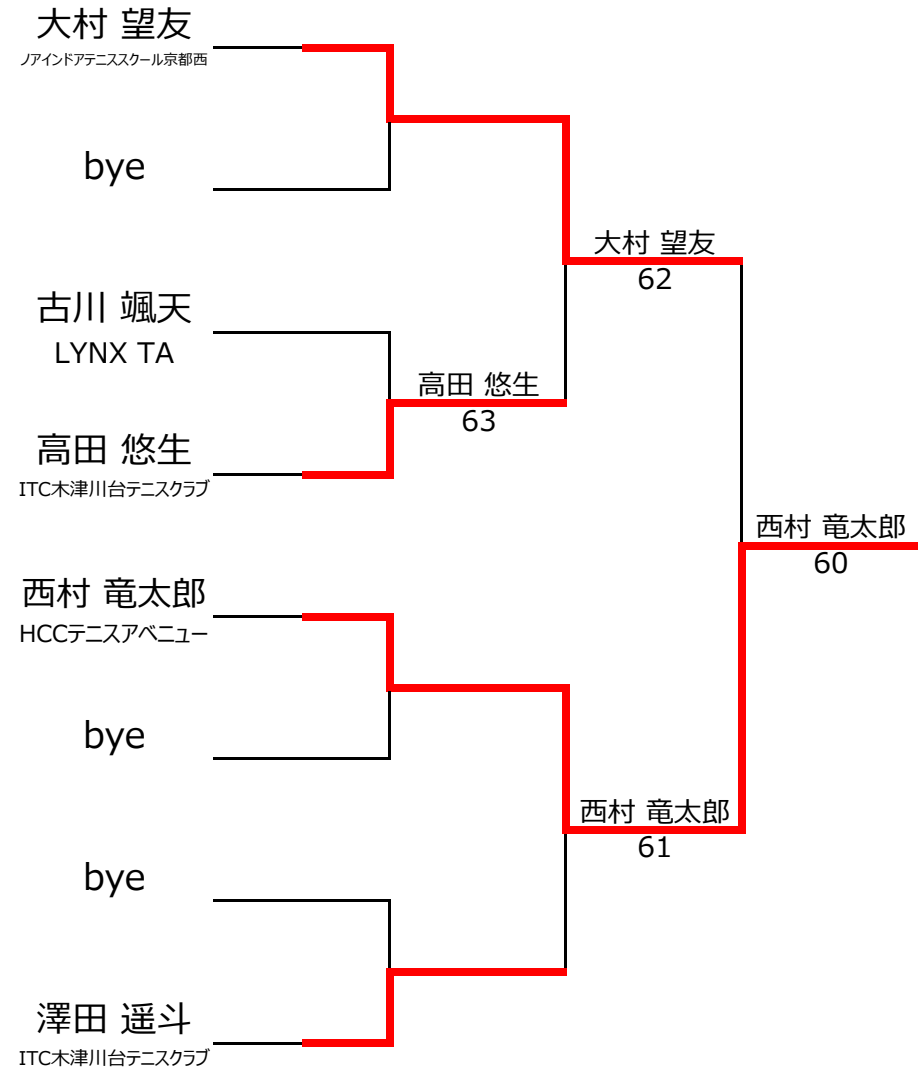 大村 望友
ノアインドアテニススクール京都西
bye
大村 望友
62
古川 颯天
LYNX TA
高田 悠生
63
高田 悠生
ITC木津川台テニスクラブ
西村 竜太郎
60
西村 竜太郎
HCCテニスアベニュー
bye
西村 竜太郎
61
bye
澤田 遥斗
ITC木津川台テニスクラブ